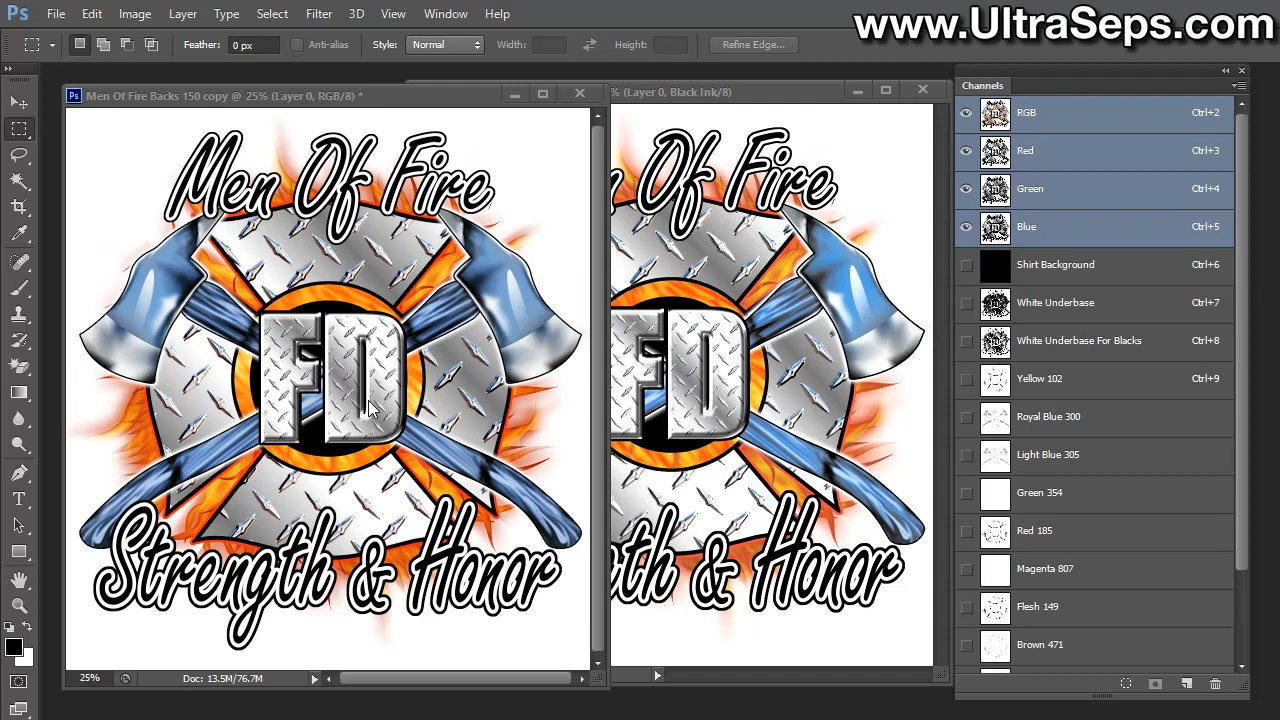 Ps File Edit Image Layer Type Select Filter 3D View Window Help
www.UltraSeps.com
Feather: 0 px Anti-alias Style: Normal Width: Height: Refine Edge...
Ps Men Of Fire Backs 150 copy @ 25% (Layer 0, RGB/8) *
% (Layer 0, Black Ink/8)
Men Of Fire
FD
Strength & Honor
n Of Fire
FD
th & Honor
25% Doc: 13.5M/76.7M
Channels
RGB Ctrl+2
Red Ctrl+3
Green Ctrl+4
Blue Ctrl+5
Shirt Background Ctrl+6
White Underbase Ctrl+7
White Underbase For Blacks Ctrl+8
Yellow 102 Ctrl+9
Royal Blue 300
Light Blue 305
Green 354
Red 185
Magenta 807
Flesh 149
Brown 471